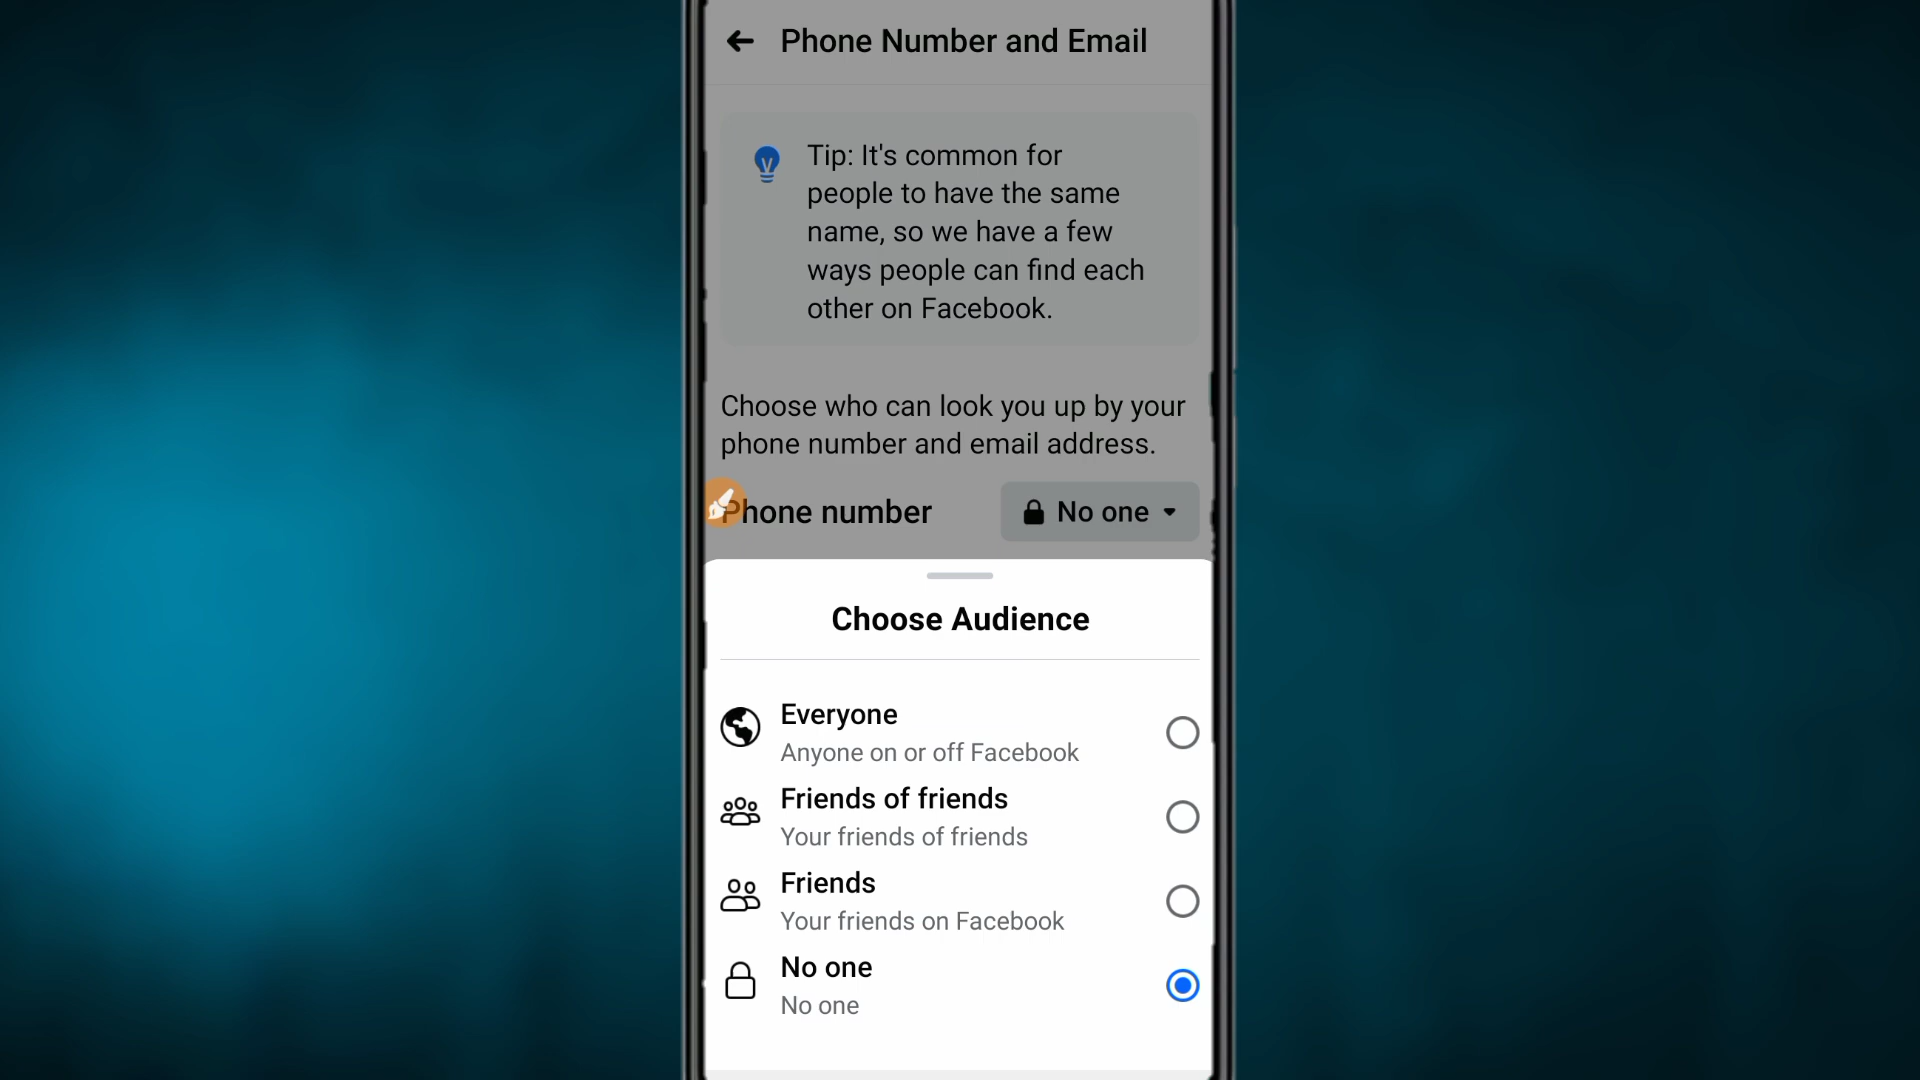 Phone Number and Email
Tip: It's common for
people to have the same
name, so we have a few
ways people can find each
other on Facebook.
Choose who can look you up by your
phone number and email address.
Phone number
No one
Choose Audience
Everyone
Anyone on or off Facebook
Friends of friends
Your friends of friends
Friends
Your friends on Facebook
No one
No one